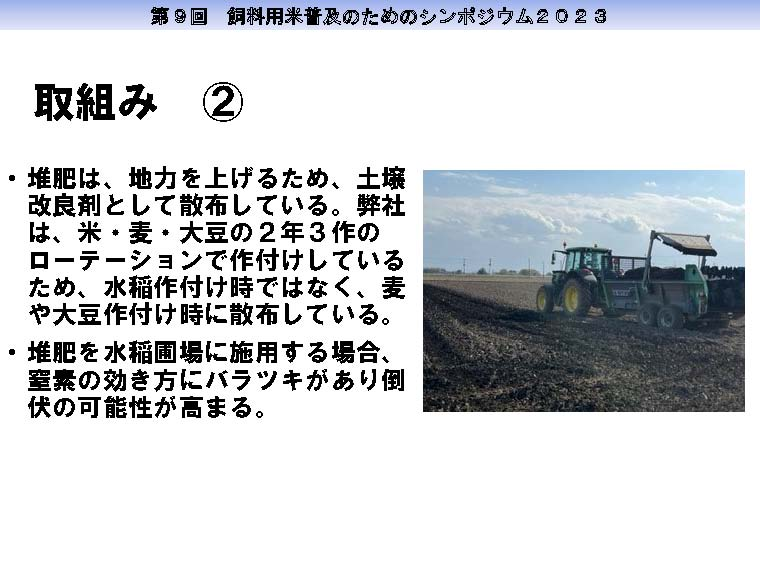 第９回　飼料用米普及のためのシンポジウム２０２３
取組み　②
・堆肥は、地力を上げるため、土壌
改良剤として散布している。弊社
は、米・麦・大豆の２年３作の
ローテーションで作付けしている
ため、水稲作付け時ではなく、麦
や大豆作付け時に散布している。
・堆肥を水稲圃場に施用する場合、
窒素の効き方にバラツキがあり倒
伏の可能性が高まる。